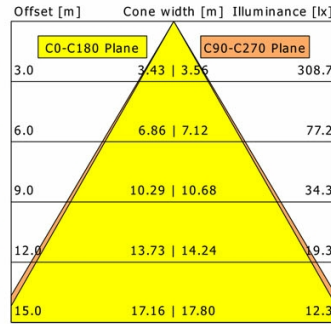 Offset [m] Cone width [m] Illuminance [lx]
C0-C180 Plane C90-C270 Plane
3.0 3.43 | 3.56 308.7
6.0 6.86 | 7.12 77.2
9.0 10.29 | 10.68 34.3
12.0 13.73 | 14.24 19.3
15.0 17.16 | 17.80 12.3